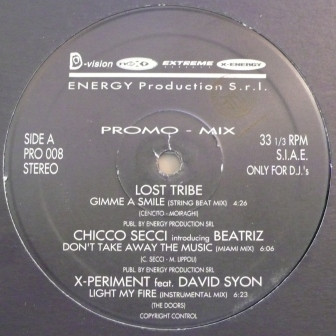 D-vision EXTREME X-ENERGY
ENERGY Production S.r.l.
PROMO - MIX
SIDE A
PRO 008
STEREO
33 1/3 RPM
S.I.A.E.
ONLY FOR D.J.'s
LOST TRIBE
GIMME A SMILE (STRING BEAT MIX) 4:26
(CENCITO - MORAGHI)
PUBL. BY ENERGY PRODUCTION SRL
CHICCO SECCI introducing BEATRIZ
DON'T TAKE AWAY THE MUSIC (MIAMI MIX) 6:06
(C. SECCI - M. LIPPOLI)
PUBL. BY ENERGY PRODUCTION SRL
X-PERIMENT feat. DAVID SYON
LIGHT MY FIRE (INSTRUMENTAL MIX) 6:23
(THE DOORS)
COPYRIGHT CONTROL